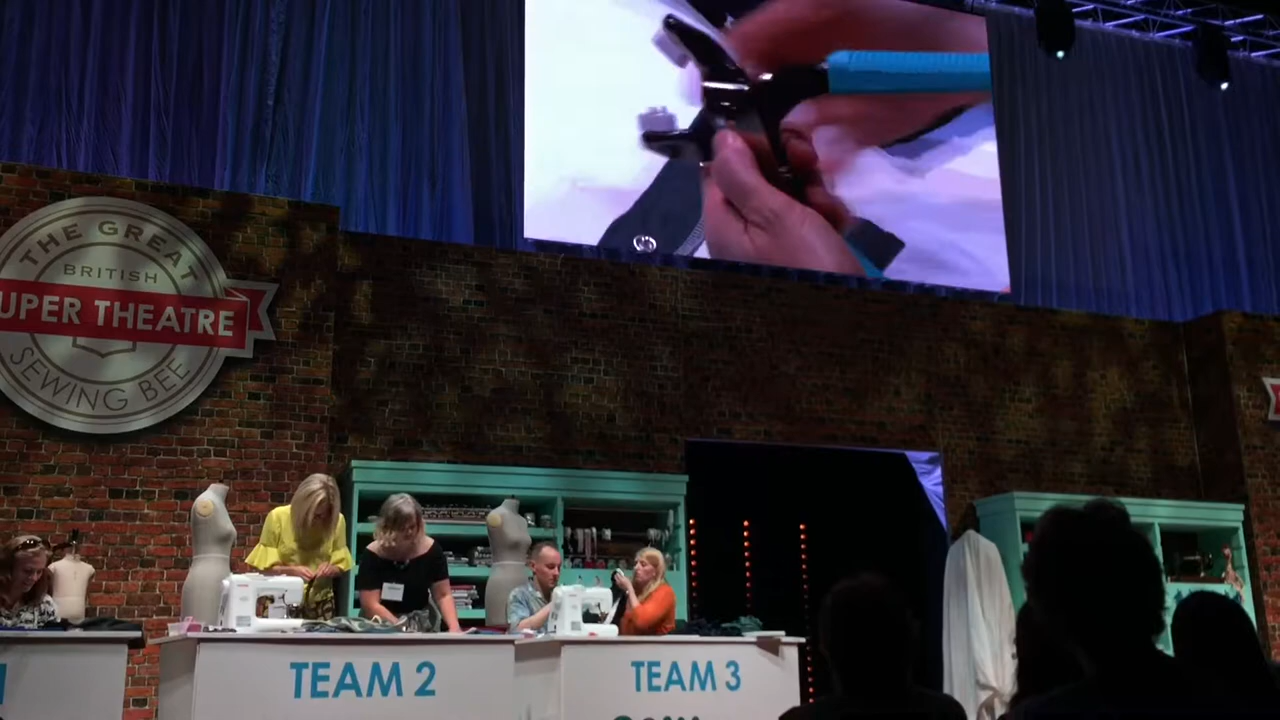 THE GREAT
BRITISH
UPER THEATRE
SEWING BEE
TEAM 2
TEAM 3